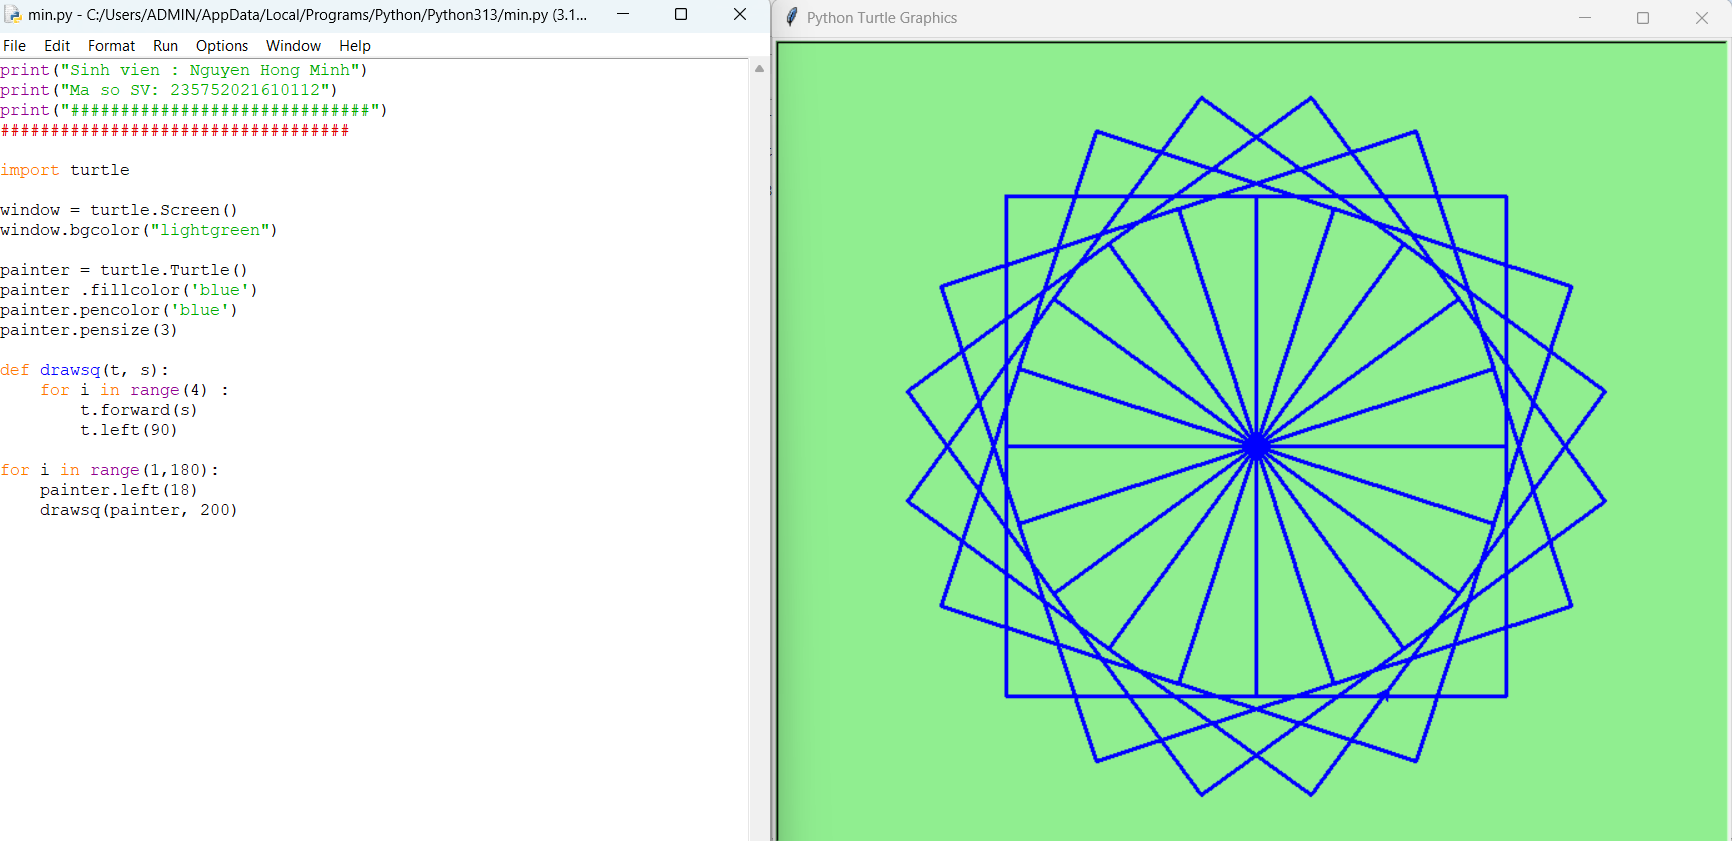 min.py - C:/Users/ADMIN/AppData/Local/Programs/Python/Python313/min.py (3.1...
File Edit Format Run Options Window Help
print("Sinh vien : Nguyen Hong Minh")
print("Ma so SV: 235752021610112")
print("##############################")
###################################
import turtle
window = turtle.Screen()
window.bgcolor("lightgreen")
painter = turtle.Turtle()
painter .fillcolor('blue')
painter.pencolor('blue')
painter.pensize(3)
def drawsq(t, s):
    for i in range(4) :
        t.forward(s)
        t.left(90)
for i in range(1,180):
    painter.left(18)
    drawsq(painter, 200)
Python Turtle Graphics